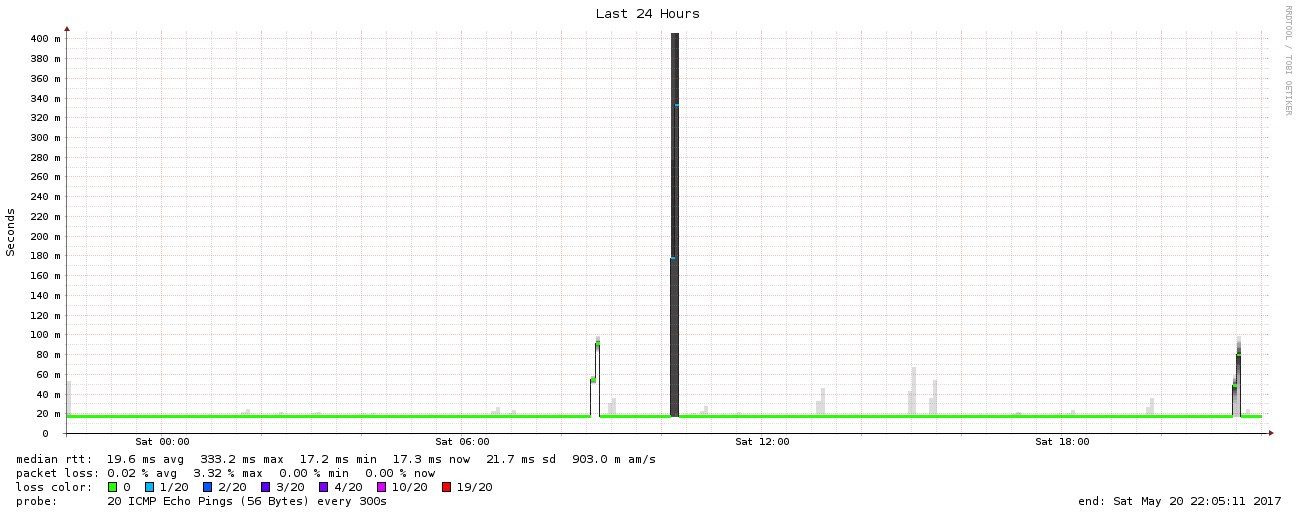 Last 24 Hours
RRDTOOL / TOBI OETIKER
Seconds
400 m
380 m
360 m
340 m
320 m
300 m
280 m
260 m
240 m
220 m
200 m
180 m
160 m
140 m
120 m
100 m
80 m
60 m
40 m
20 m
0
Sat 00:00 Sat 06:00 Sat 12:00 Sat 18:00
median rtt: 19.6 ms avg 333.2 ms max 17.2 ms min 17.3 ms now 21.7 ms sd 903.0 m am/s
packet loss: 0.02 % avg 3.32 % max 0.00 % min 0.00 % now
loss color: 0 1/20 2/20 3/20 4/20 10/20 19/20
probe: 20 ICMP Echo Pings (56 Bytes) every 300s end: Sat May 20 22:05:11 2017